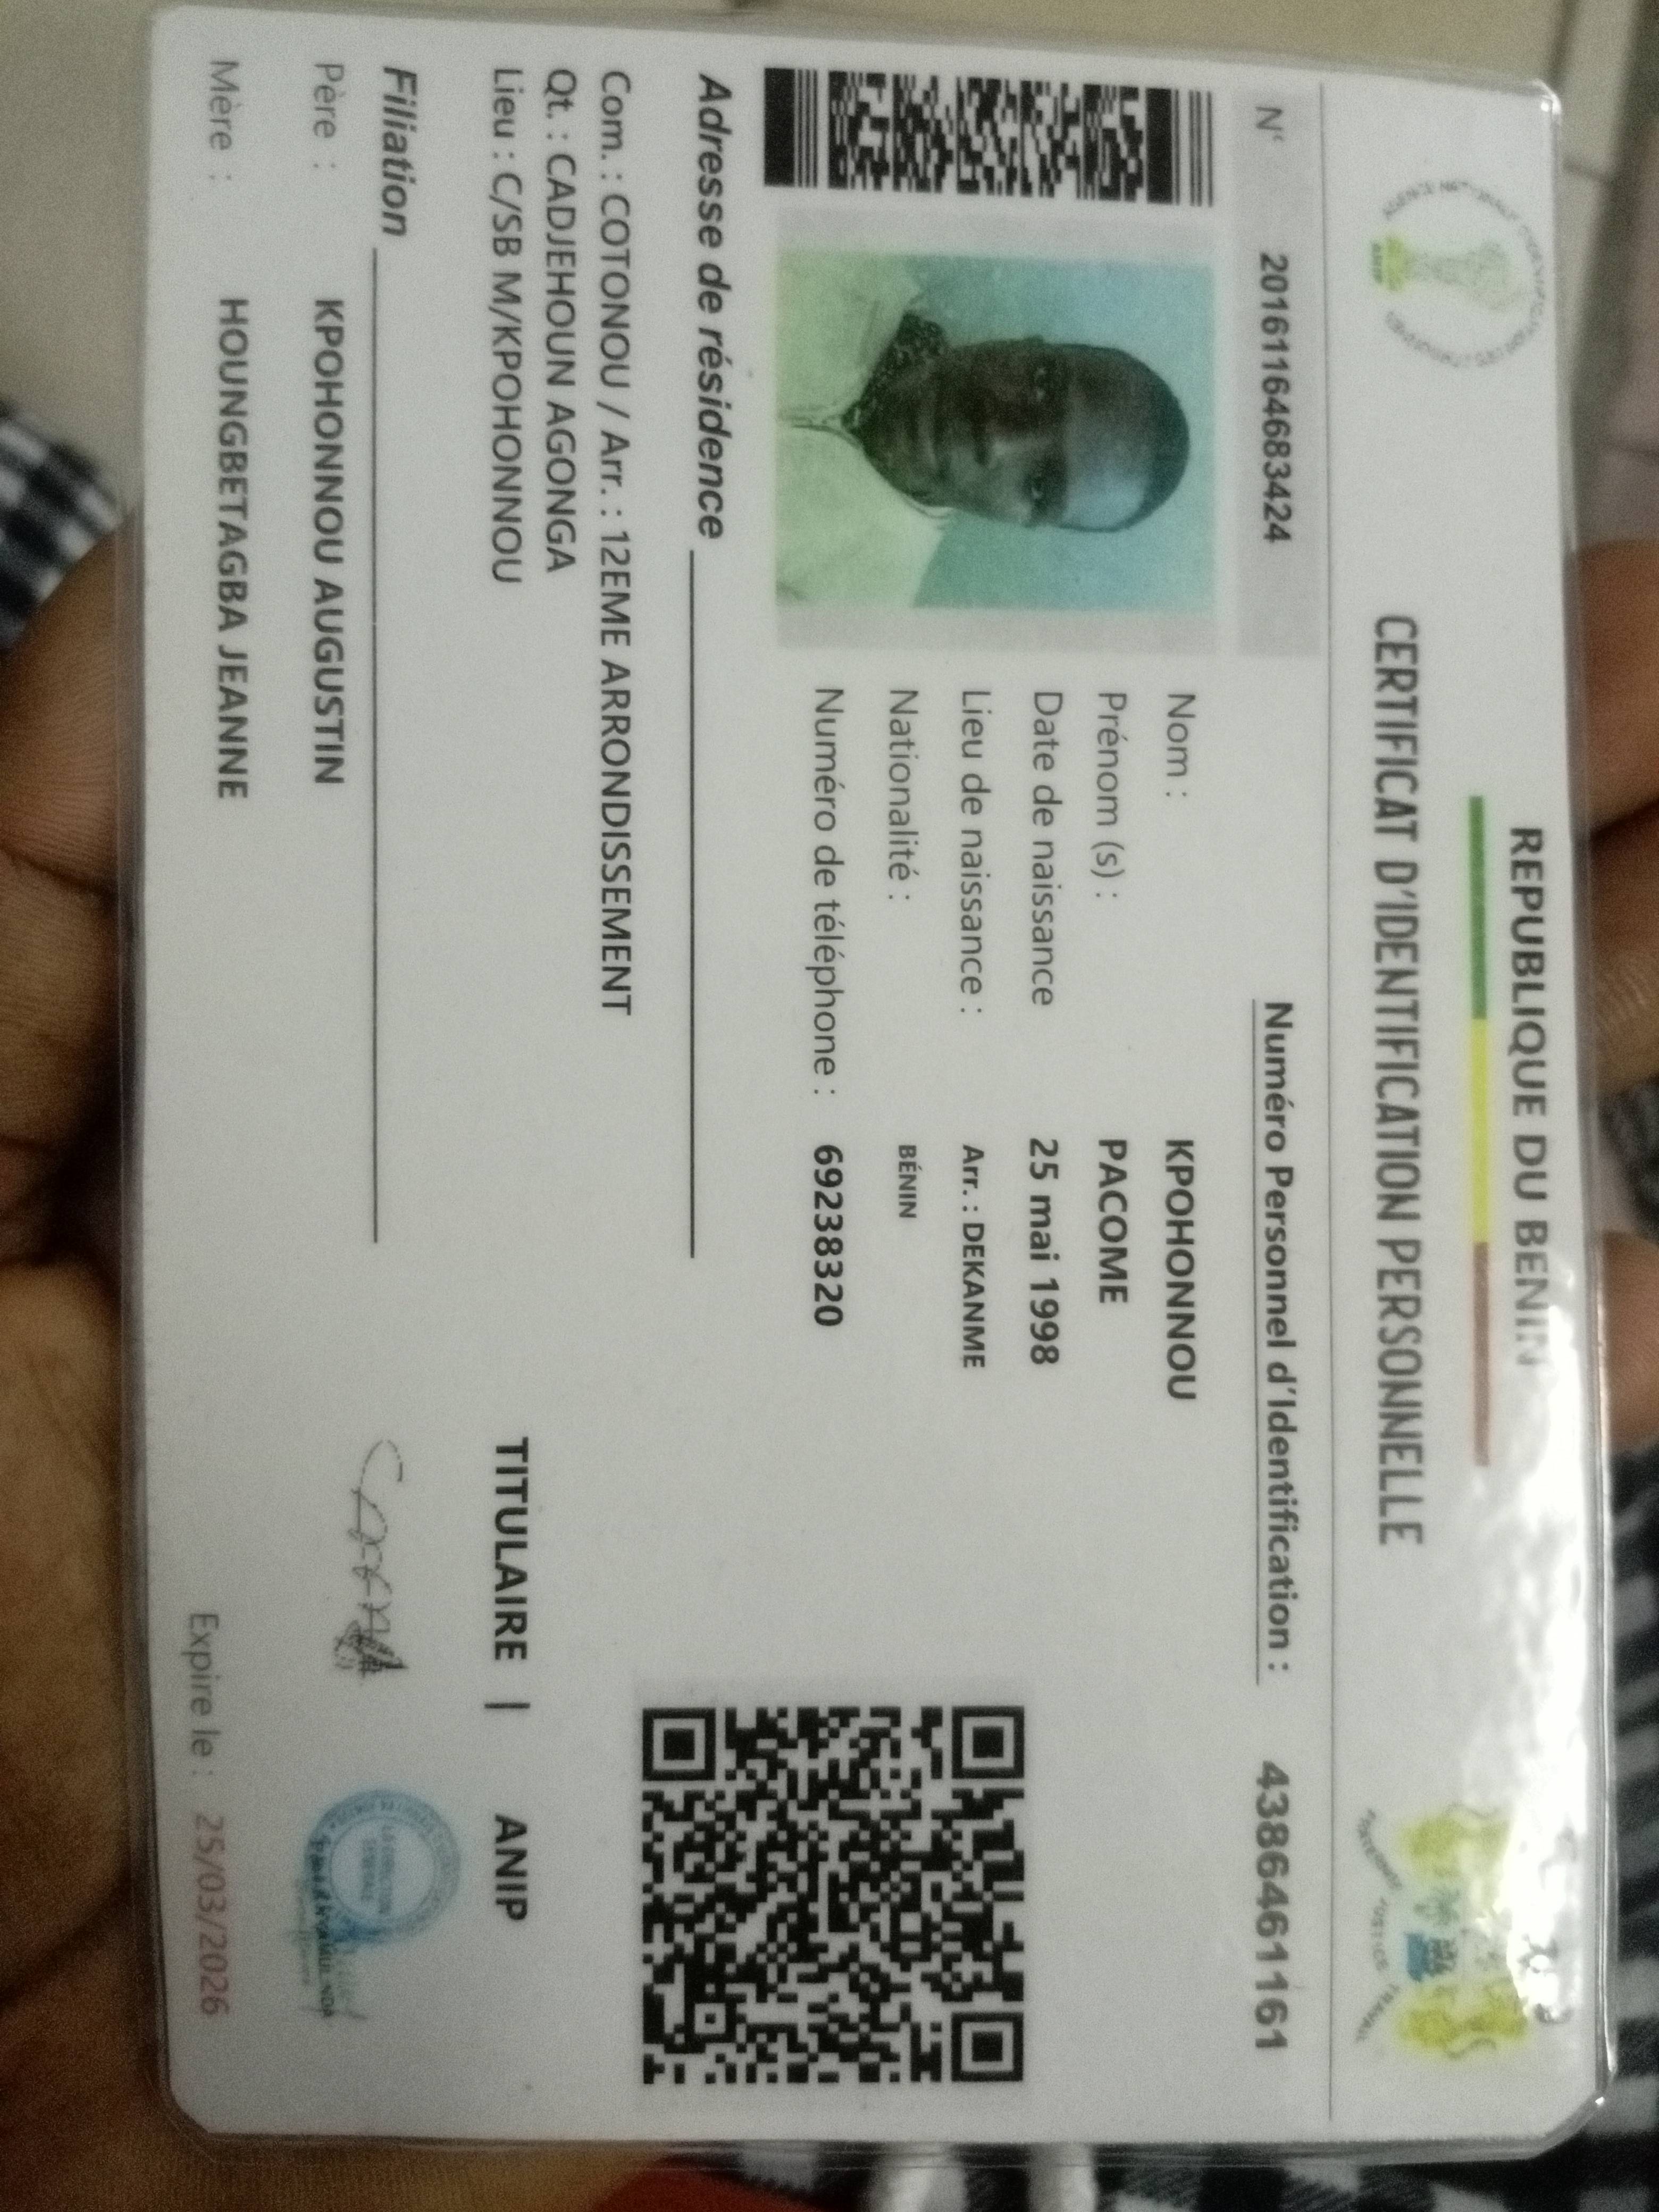 REPUBLIQUE DU BENIN
CERTIFICAT D'IDENTIFICATION PERSONNELLE
N° 20161164683424
Numéro Personnel d'Identification : 4386461161
Nom : KPOHONNOU
Prénom (s) : PACOME
Date de naissance 25 mai 1998
Lieu de naissance : Arr. : DEKANME
Nationalité : BÉNIN
Numéro de téléphone : 69238320
Adresse de résidence
Com. : COTONOU / Arr. : 12EME ARRONDISSEMENT
Qt. : CADJEHOUN AGONGA
Lieu : C/SB M/KPOHONNOU
TITULAIRE | ANIP
Filiation
Père : KPOHONNOU AUGUSTIN
Mère : HOUNGBETAGBA JEANNE
Expire le : 25/03/2026